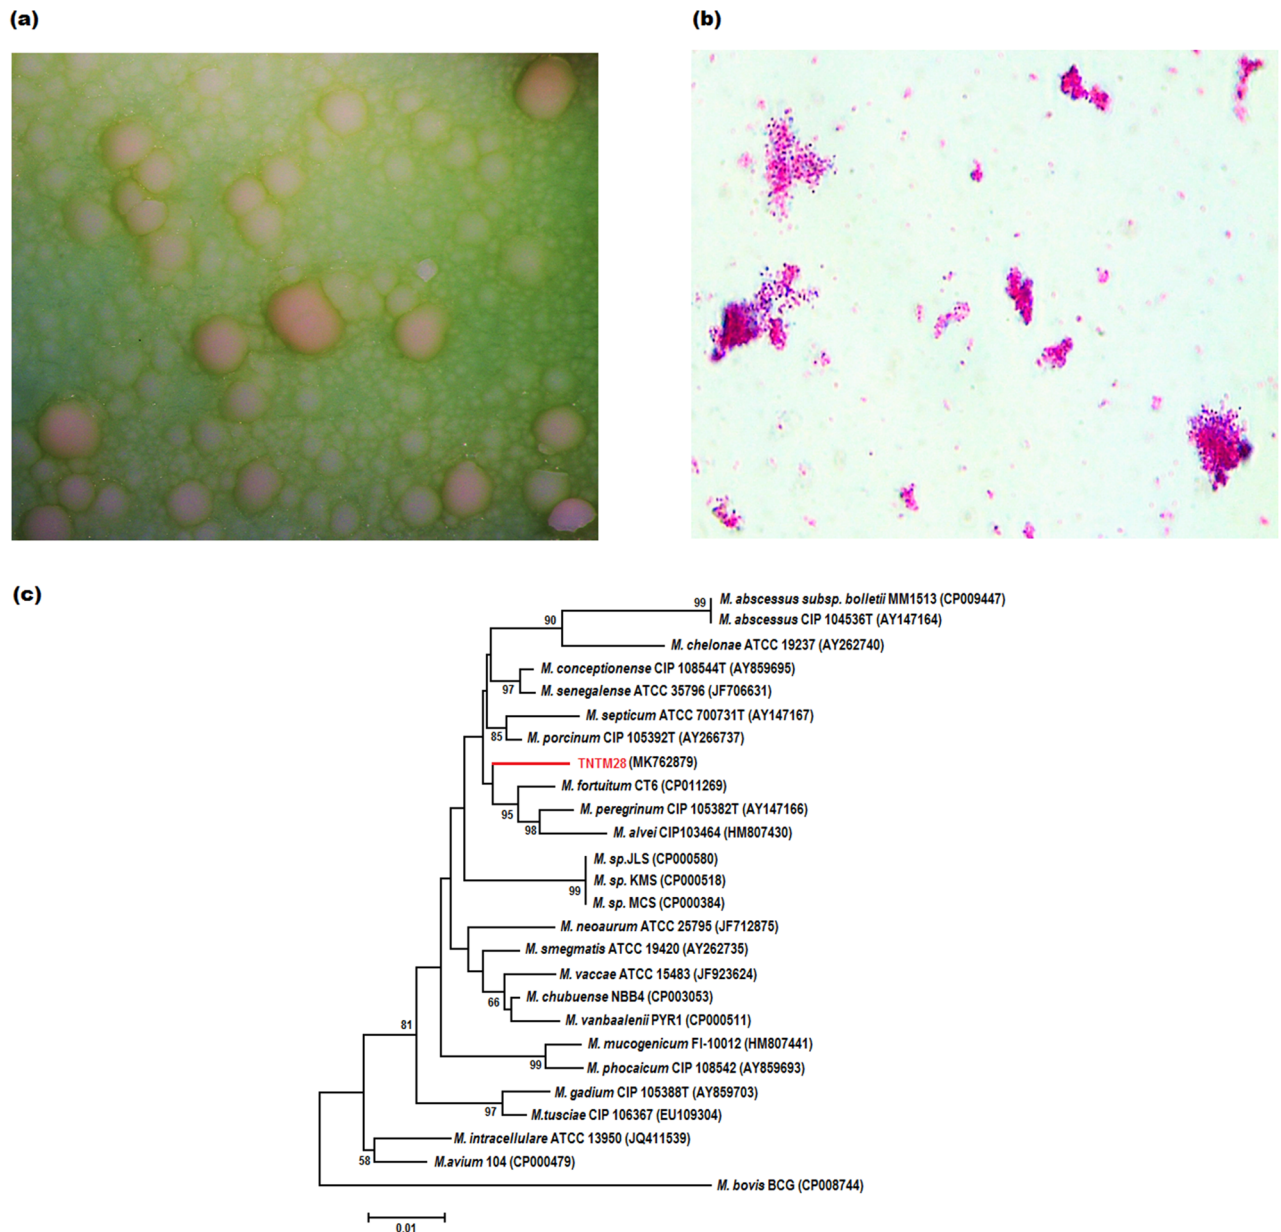 (a)
(b)
(c)
99
M. abscessus subsp. bolletii MM1513 (CP009447)
M. abscessus CIP 104536T (AY147164)
90
M. chelonae ATCC 19237 (AY262740)
M. conceptionense CIP 108544T (AY859695)
97
M. senegalense ATCC 35796 (JF706631)
M. septicum ATCC 700731T (AY147167)
85
M. porcinum CIP 105392T (AY266737)
TNTM28 (MK762879)
M. fortuitum CT6 (CP011269)
95
M. peregrinum CIP 105382T (AY147166)
98
M. alvei CIP103464 (HM807430)
M. sp.JLS (CP000580)
M. sp. KMS (CP000518)
99
M. sp. MCS (CP000384)
M. neoaurum ATCC 25795 (JF712875)
M. smegmatis ATCC 19420 (AY262735)
M. vaccae ATCC 15483 (JF923624)
66
M. chubuense NBB4 (CP003053)
M. vanbaalenii PYR1 (CP000511)
81
M. mucogenicum FI-10012 (HM807441)
99
M. phocaicum CIP 108542 (AY859693)
M. gadium CIP 105388T (AY859703)
97
M.tusciae CIP 106367 (EU109304)
M. intracellulare ATCC 13950 (JQ411539)
58
M.avium 104 (CP000479)
M. bovis BCG (CP008744)
0.01